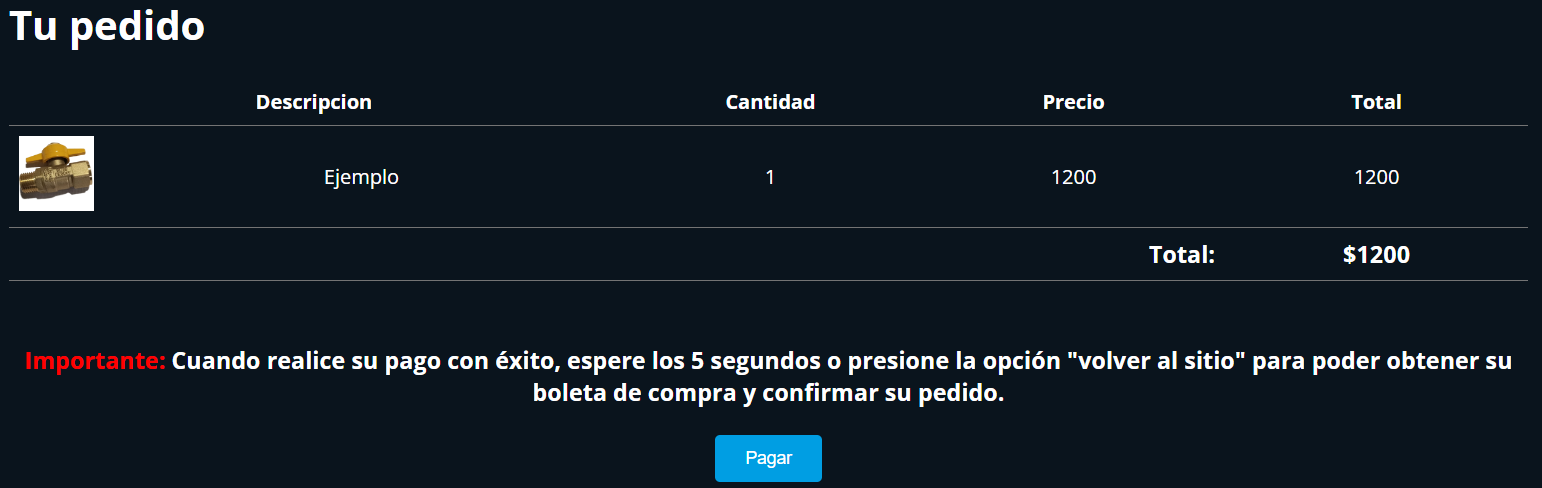 Tu pedido
Descripcion Cantidad Precio Total
Ejemplo 1 1200 1200
Total: $1200
Importante: Cuando realice su pago con éxito, espere los 5 segundos o presione la opción "volver al sitio" para poder obtener su
boleta de compra y confirmar su pedido.
Pagar